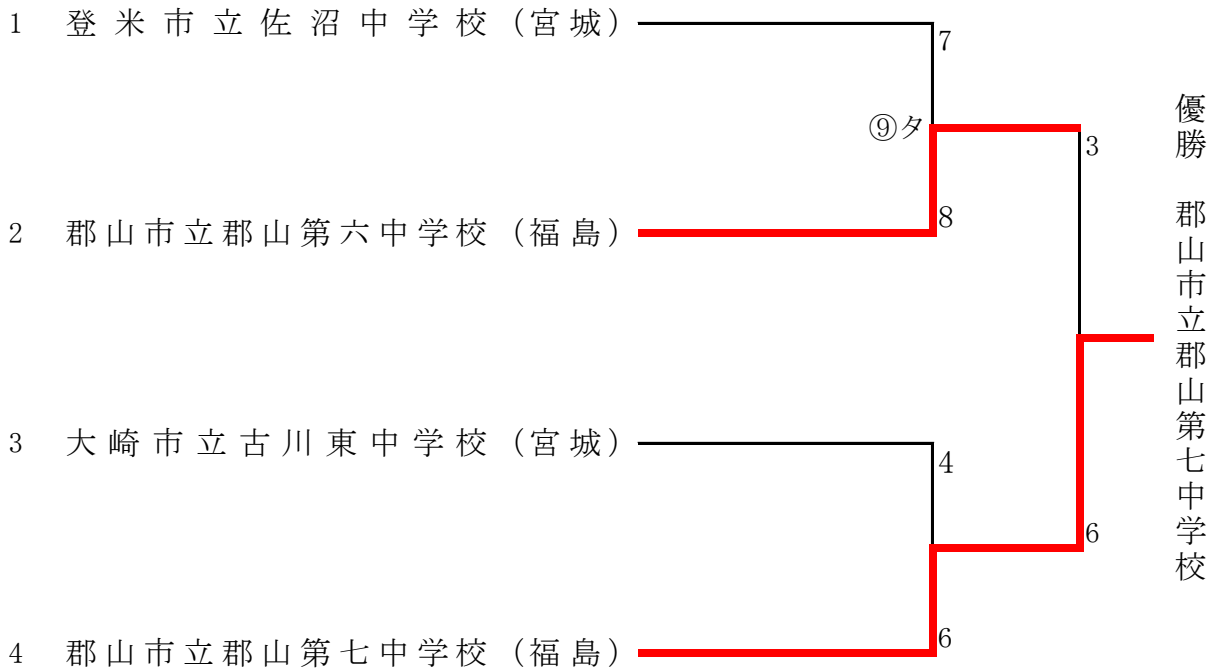 1 登米市立佐沼中学校（宮城）
7
⑨タ
3
8
2 郡山市立郡山第六中学校（福島）
3 大崎市立古川東中学校（宮城）
4
6
6
4 郡山市立郡山第七中学校（福島）
優勝 郡山市立郡山第七中学校